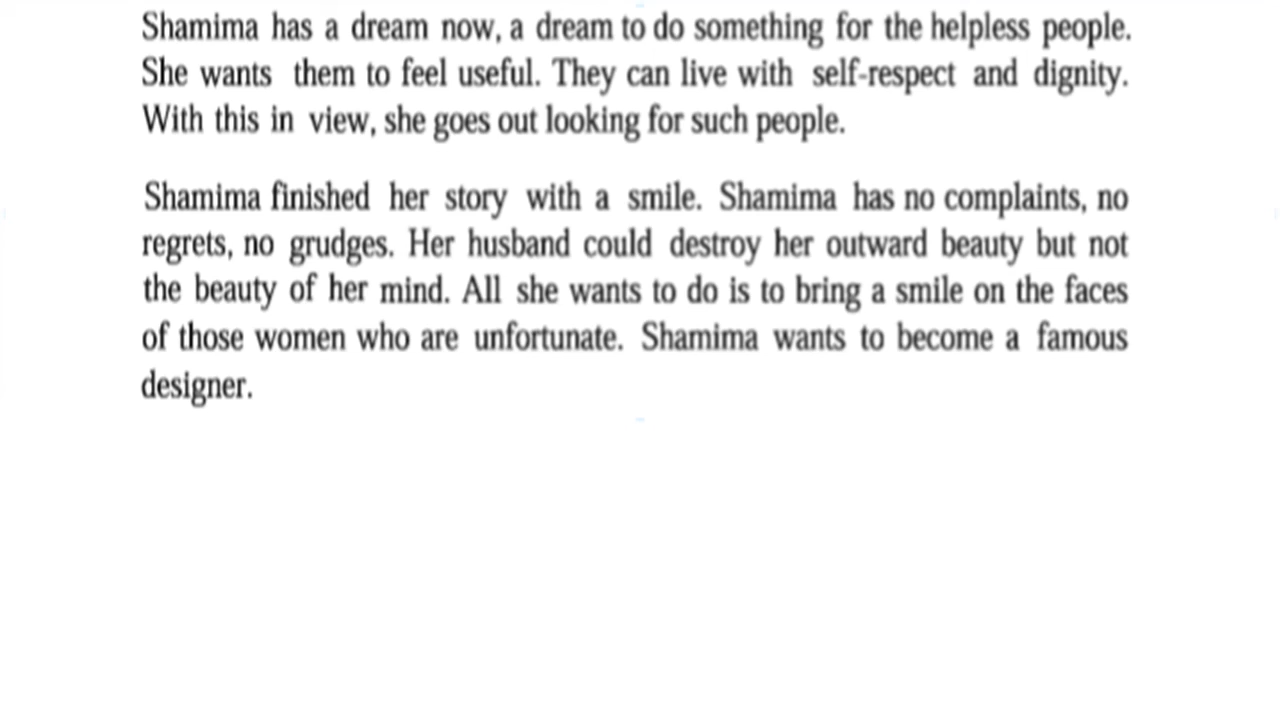 Shamima has a dream now, a dream to do something for the helpless people.
She wants them to feel useful. They can live with self-respect and dignity.
With this in view, she goes out looking for such people.
Shamima finished her story with a smile. Shamima has no complaints, no
regrets, no grudges. Her husband could destroy her outward beauty but not
the beauty of her mind. All she wants to do is to bring a smile on the faces
of those women who are unfortunate. Shamima wants to become a famous
designer.